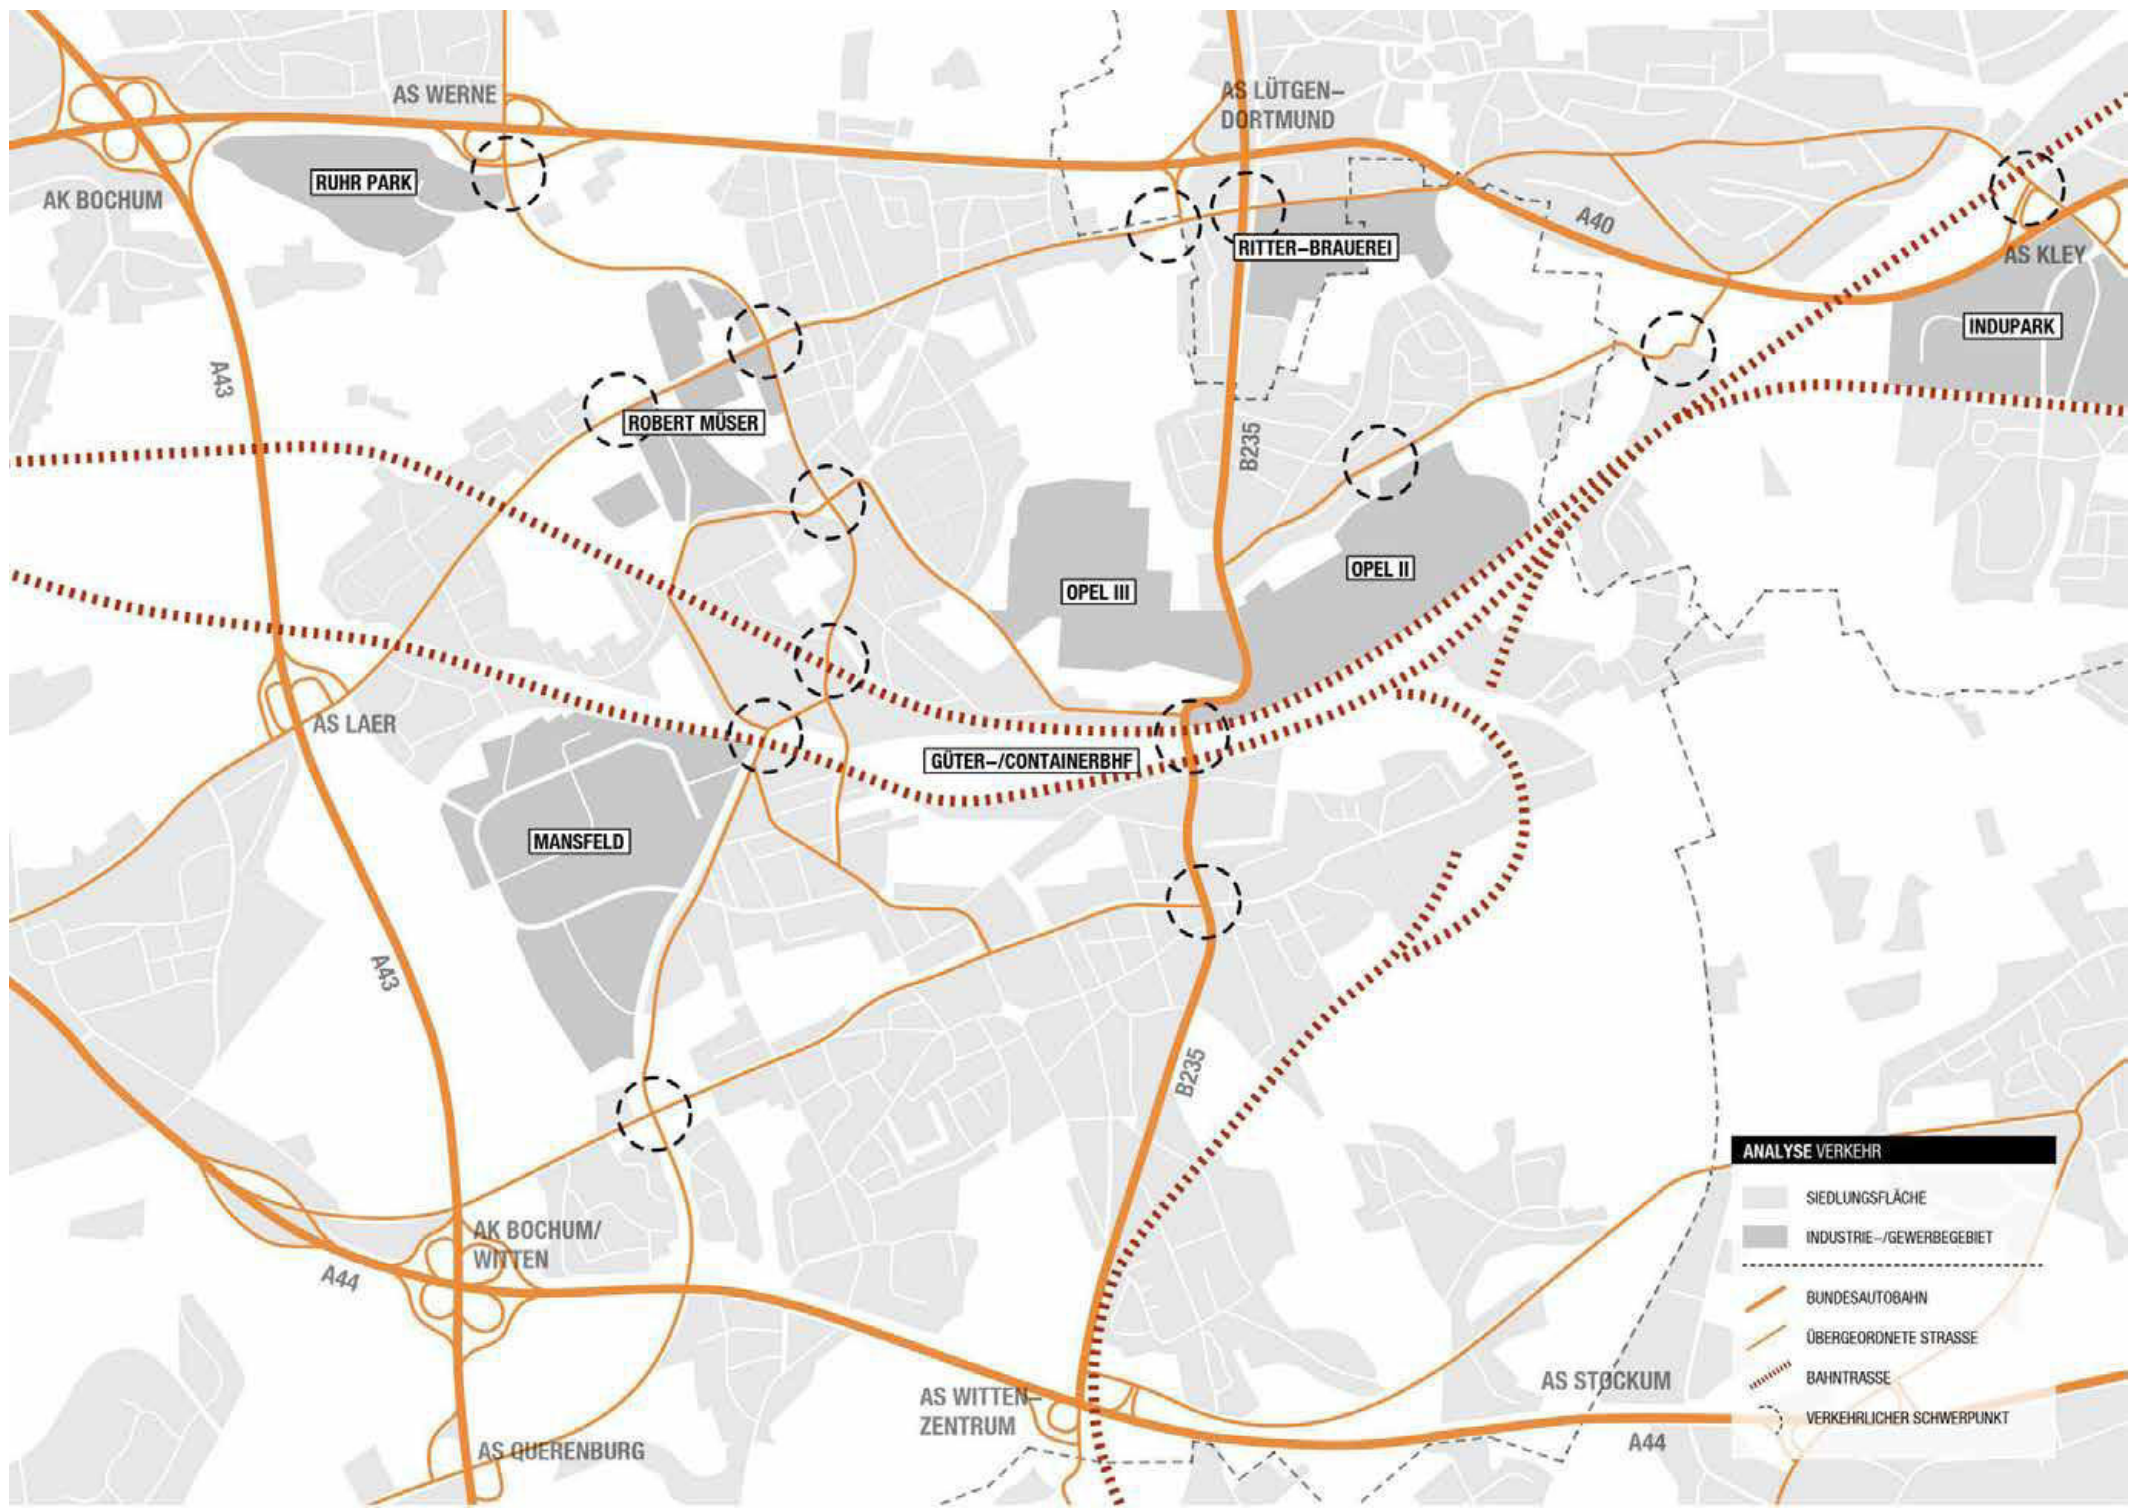 AS WERNE
AS LÜTGEN–
DORTMUND
RUHR PARK
AK BOCHUM
A40
RITTER–BRAUEREI
AS KLEY
INDUPARK
A43
ROBERT MÜSER
B235
OPEL II
OPEL III
AS LAER
GÜTER–/CONTAINERBHF
MANSFELD
A43
B235
AK BOCHUM/
WITTEN
A44
AS WITTEN–
ZENTRUM
AS STOCKUM
A44
AS QUERENBURG
ANALYSE VERKEHR
SIEDLUNGSFLÄCHE
INDUSTRIE–/GEWERBEGEBIET
BUNDESAUTOBAHN
ÜBERGEORDNETE STRASSE
BAHNTRASSE
VERKEHRLICHER SCHWERPUNKT